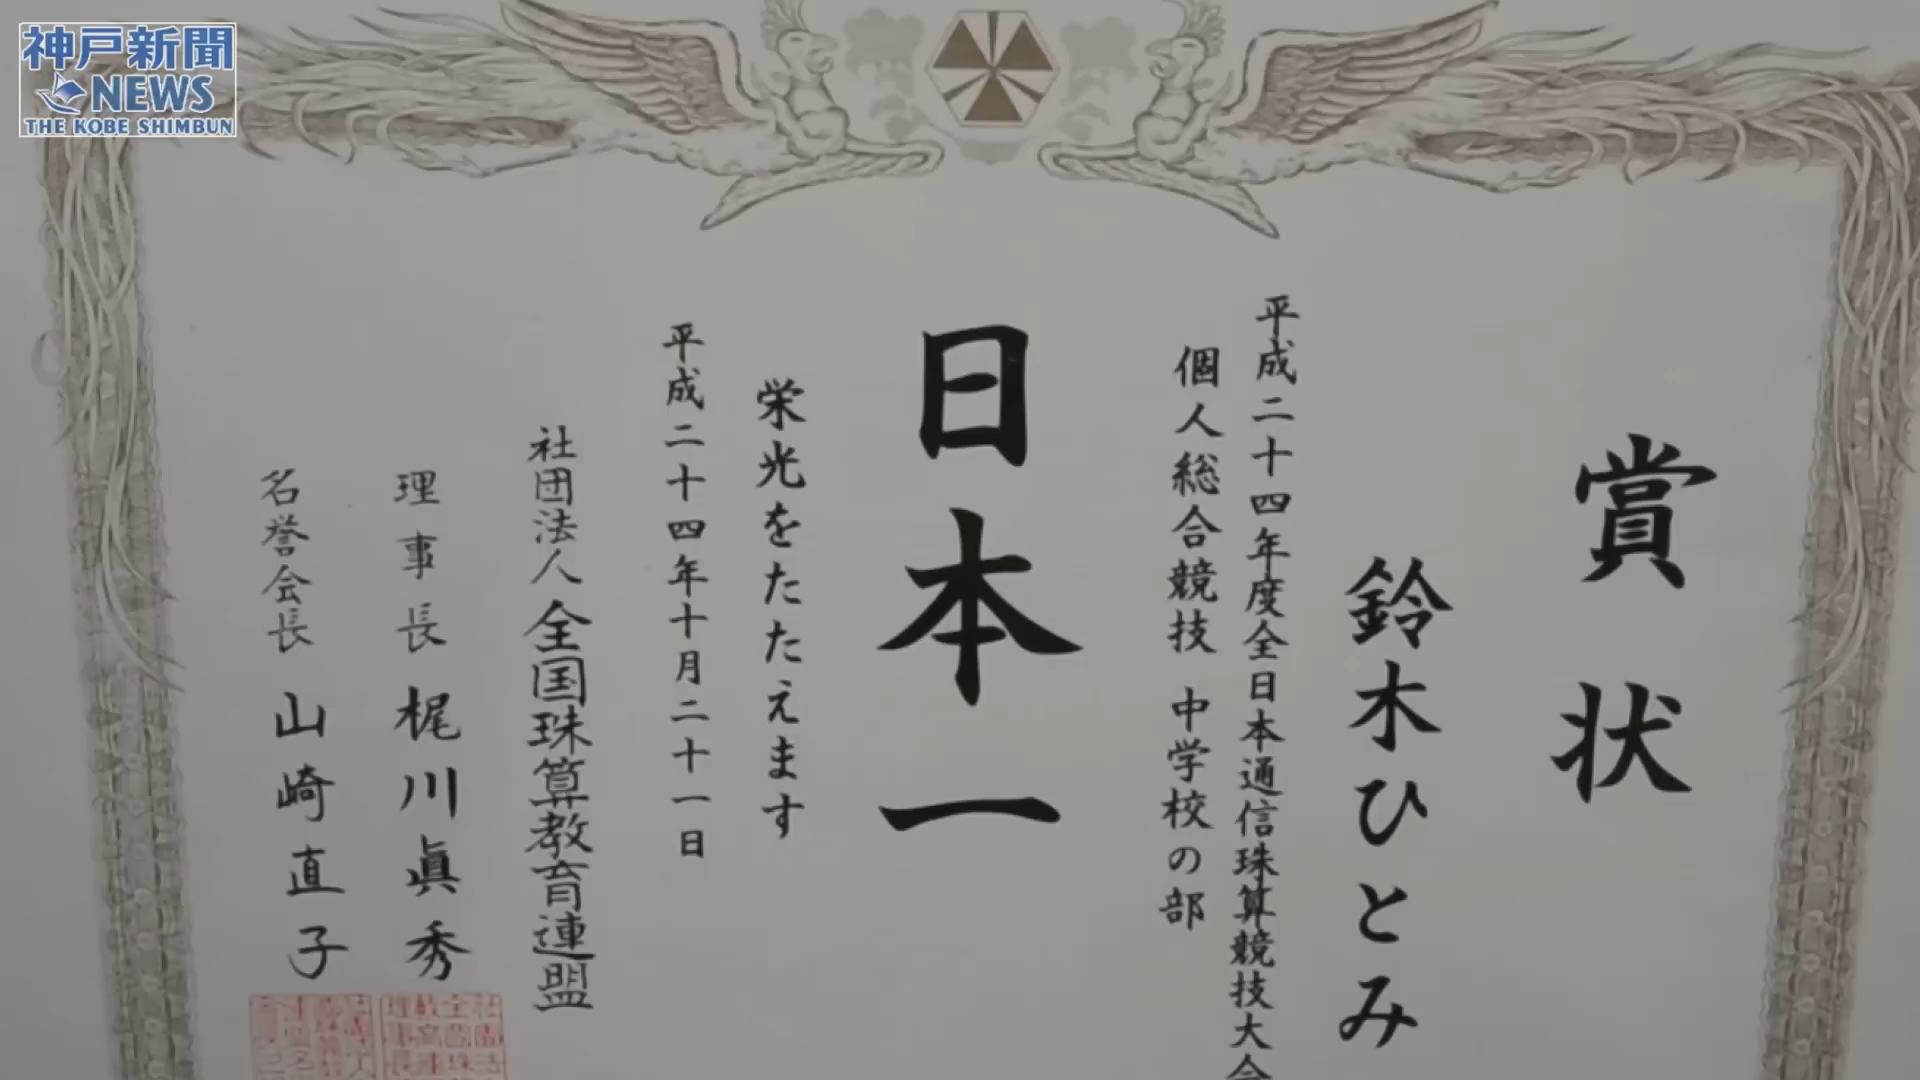 神戸新聞
NEWS
THE KOBE SHIMBUN
賞状
鈴木ひとみ
平成二十四年度全日本通信珠算競技大会
個人総合競技 中学校の部
日本一
栄光をたたえます
平成二十四年十月二十一日
社団法人 全国珠算教育連盟
理事長 梶川眞秀
名誉会長 山崎直子